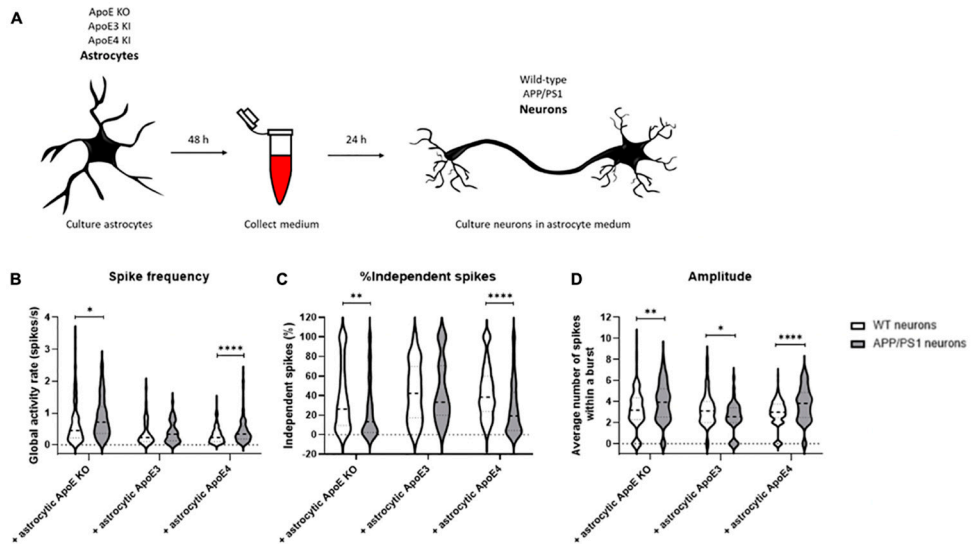 A
ApoE KO
ApoE3 KI
ApoE4 KI
Astrocytes
48 h
24 h
Wild-type
APP/PS1
Neurons
Culture astrocytes
Collect medium
Culture neurons in astrocyte medum
B
Spike frequency
Global activity rate (spikes/s)
4
3
2
1
0
*
****
+ astrocytic ApoE KO
+ astrocytic ApoE3
+ astrocytic ApoE4
C
%Independent spikes
Independent spikes (%)
120
100
80
60
40
20
0
-20
**
****
+ astrocytic ApoE KO
+ astrocytic ApoE3
+ astrocytic ApoE4
D
Amplitude
Average number of spikes
within a burst
12
10
8
6
4
2
0
**
*
****
+ astrocytic ApoE KO
+ astrocytic ApoE3
+ astrocytic ApoE4
WT neurons
APP/PS1 neurons